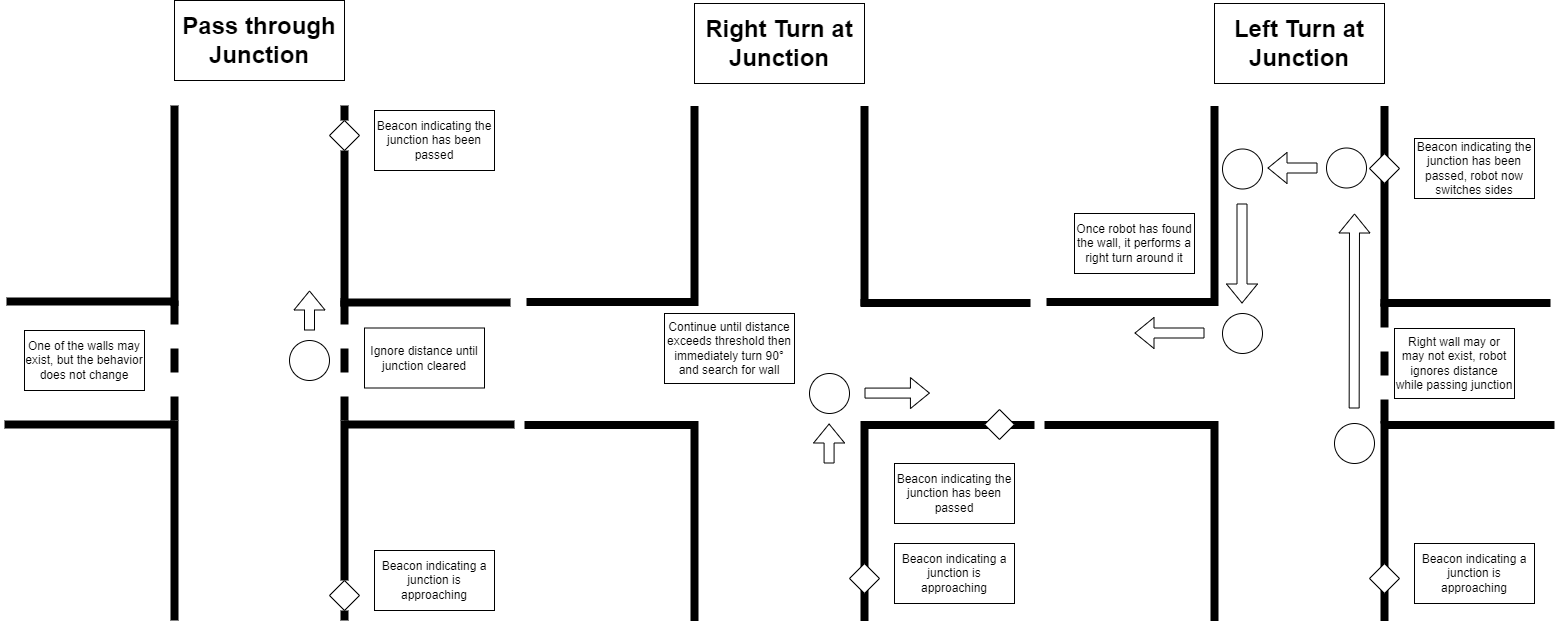 Pass through
Junction
Beacon indicating the
junction has been
passed
One of the walls may
exist, but the behavior
does not change
Ignore distance until
junction cleared
Beacon indicating a
junction is
approaching
Right Turn at
Junction
Continue until distance
exceeds threshold then
immediately turn 90°
and search for wall
Beacon indicating the
junction has been
passed
Beacon indicating a
junction is
approaching
Left Turn at
Junction
Beacon indicating the
junction has been
passed, robot now
switches sides
Once robot has found
the wall, it performs a
right turn around it
Right wall may or
may not exist, robot
ignores distance
while passing junction
Beacon indicating a
junction is
approaching